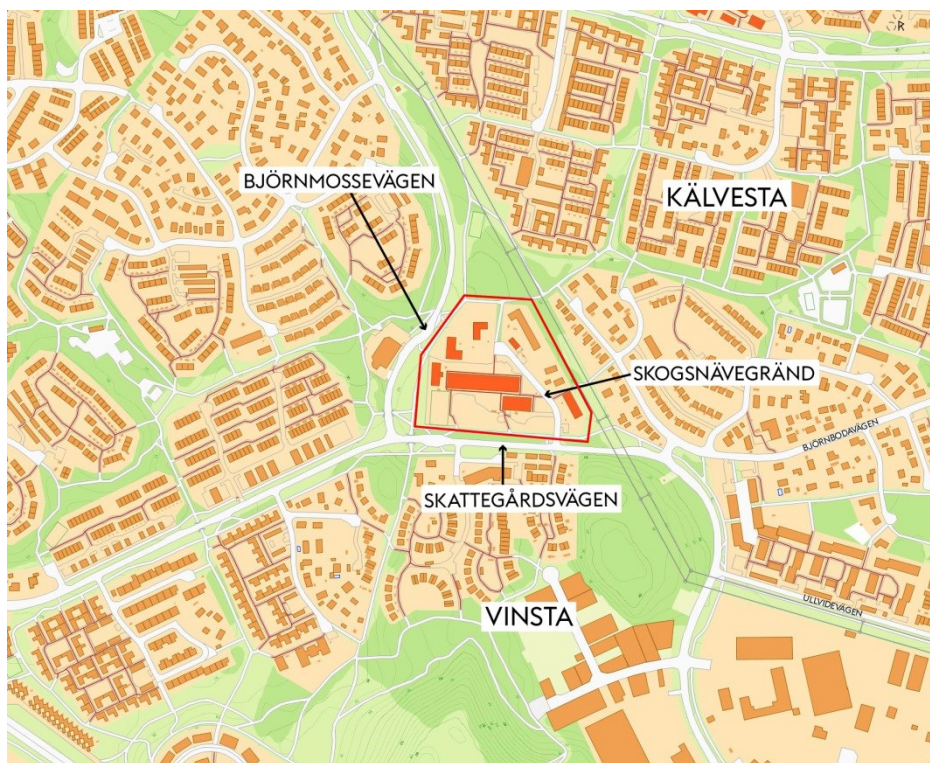 R
BJÖRNMOSSEVÄGEN
KÄLVESTA
SKOGSNÄVEGRÄND
BJÖRNBODAVÄGEN
SKATTEGÅRDSVÄGEN
ULLVIDEVÄGEN
VINSTA